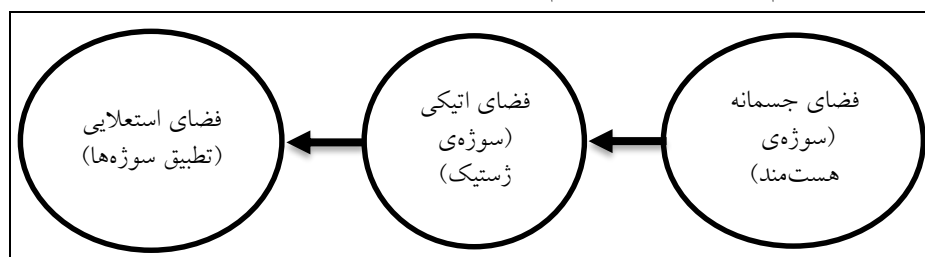 فضای جسمانه
(سوژه‌ی
هست‌مند)
فضای اتیکی
(سوژه‌ی
ژستیک)
فضای استعلایی
(تطبیق سوژه‌ها)